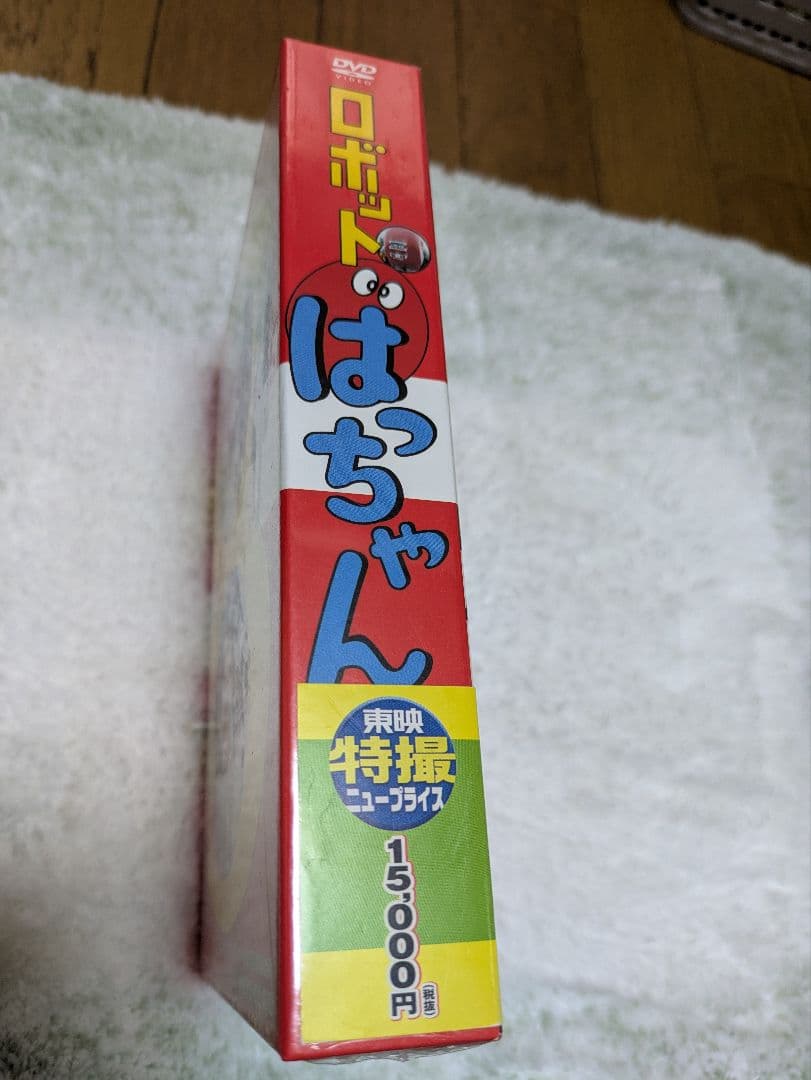 DVD
VIDEO
ロボット
ばっちゃん
東映
特撮
ニュープライス
15,000円
(税抜)